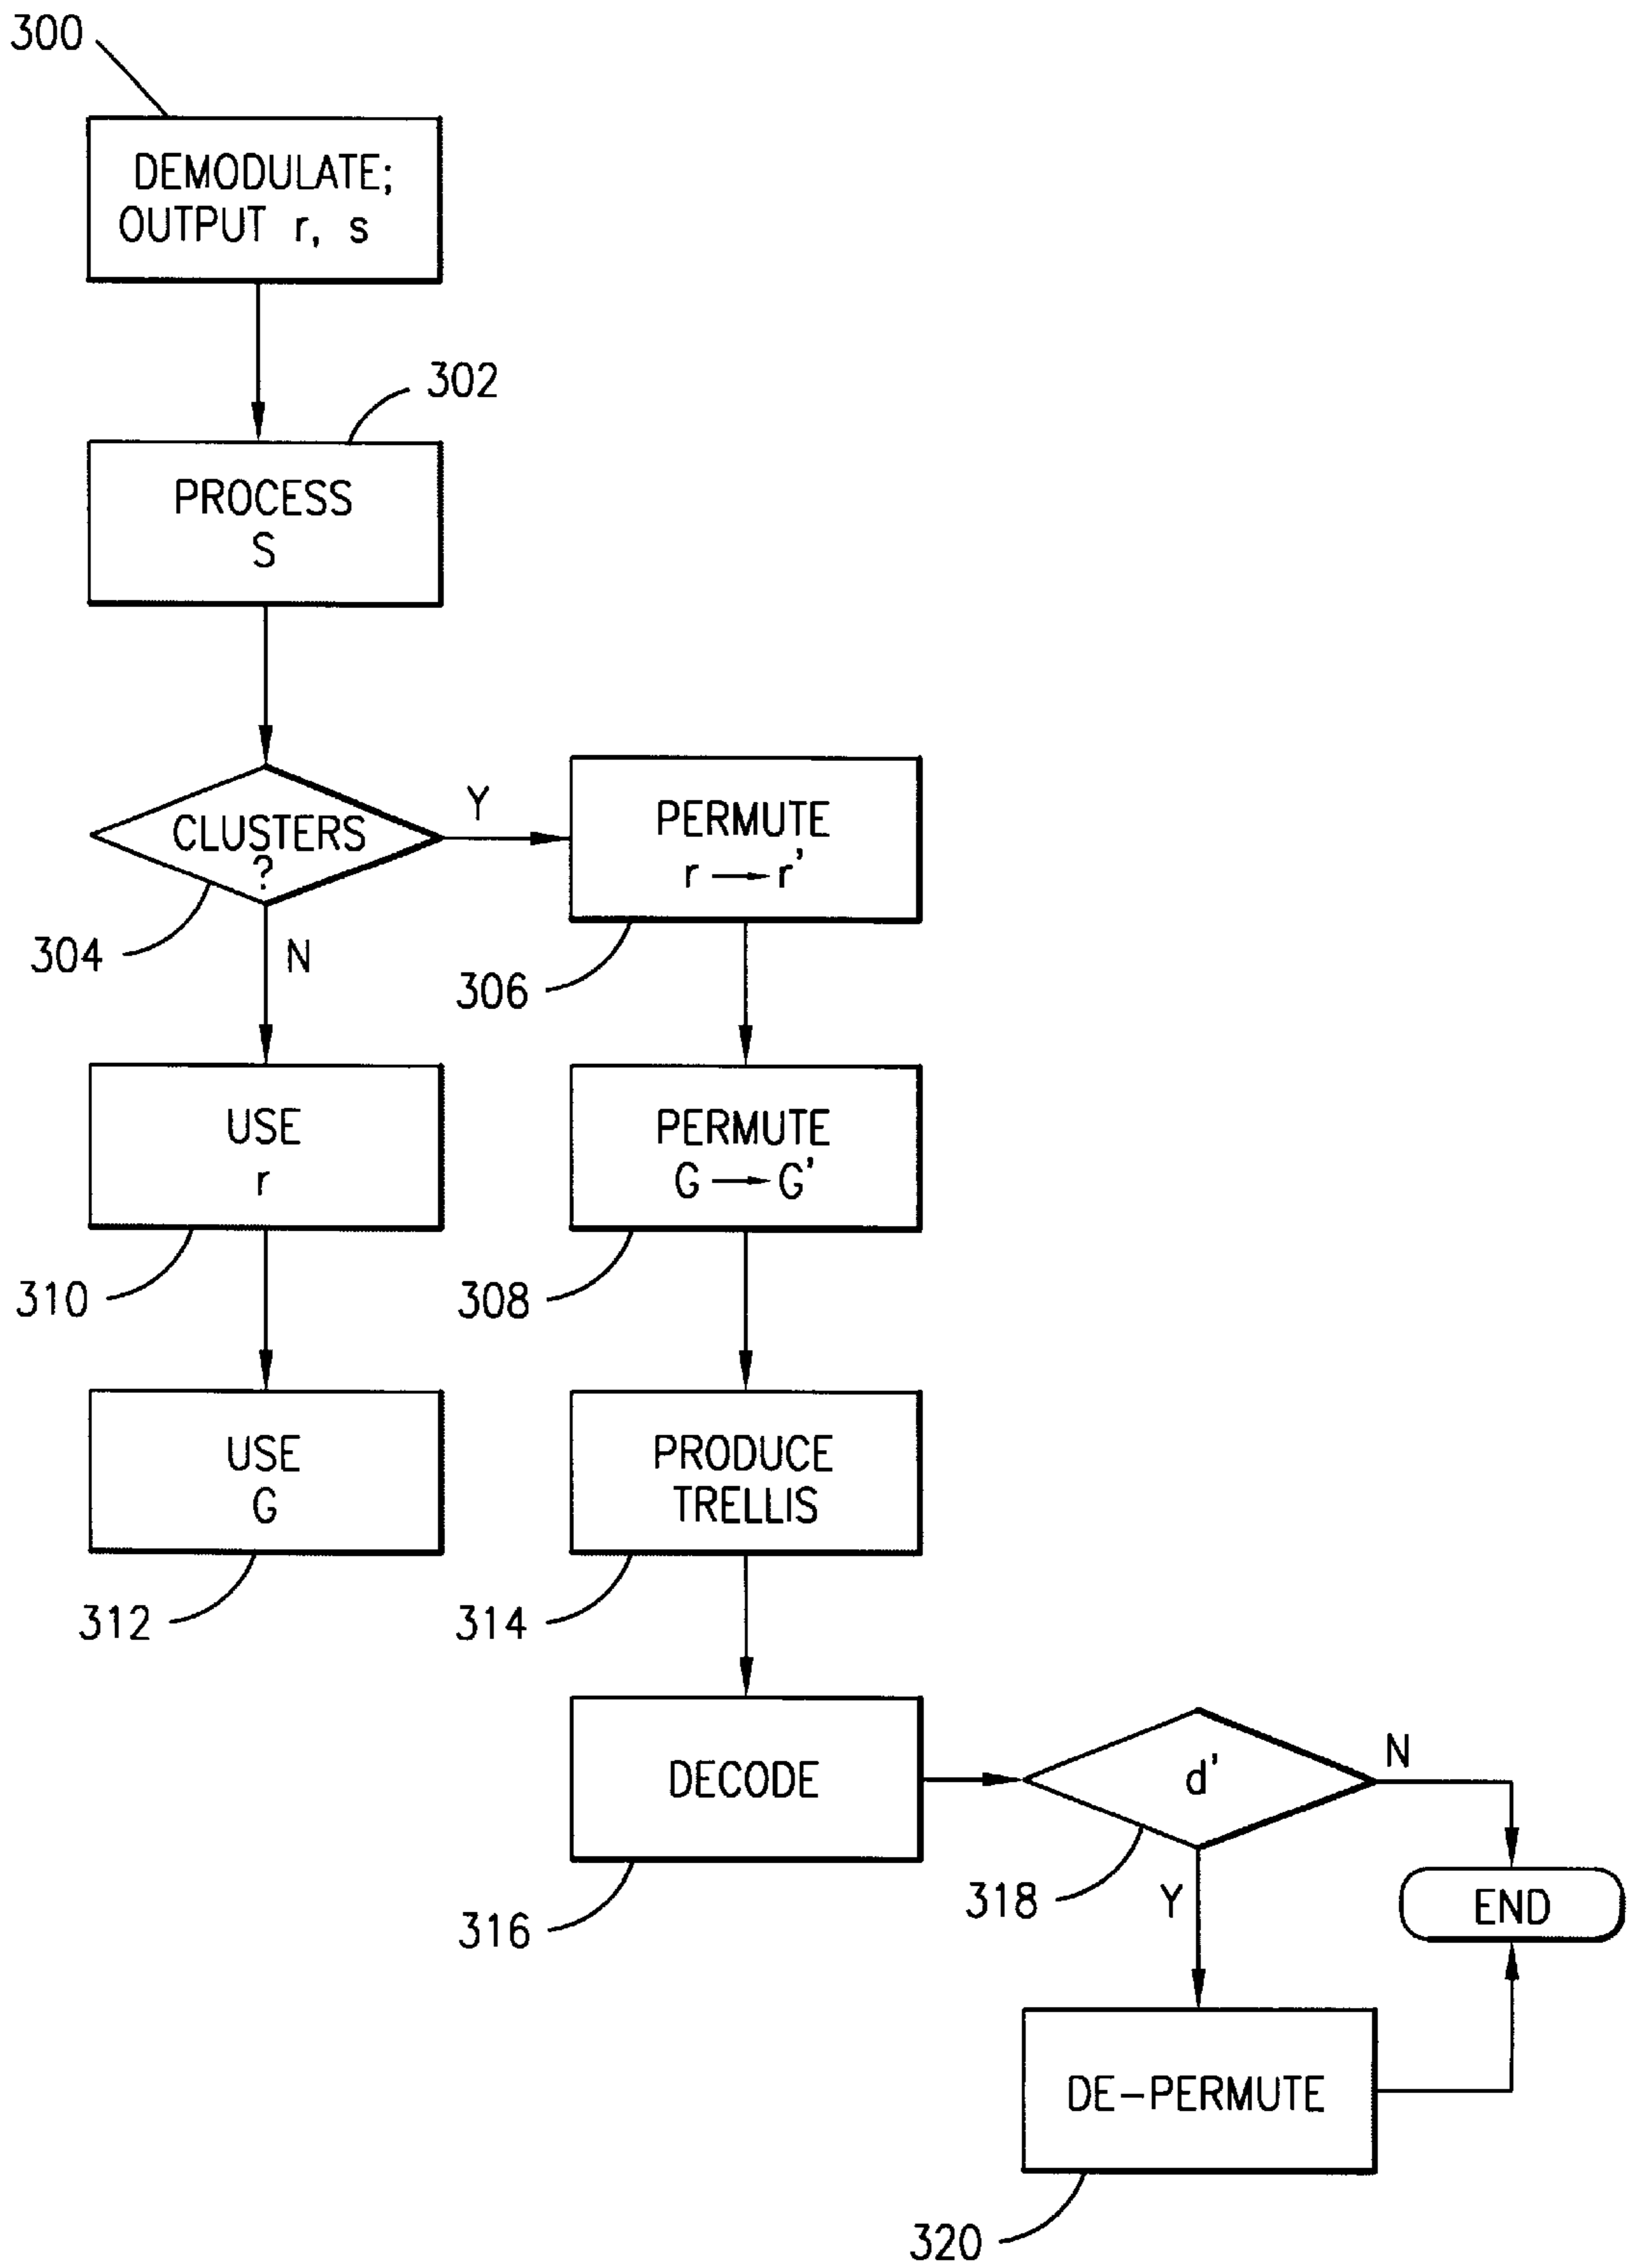 300
DEMODULATE;
OUTPUT r, s
302
PROCESS
S
CLUSTERS
?
304
Y
N
PERMUTE
r → r'
306
USE
r
310
PERMUTE
G → G'
308
USE
G
312
PRODUCE
TRELLIS
314
DECODE
316
d'
318
N
Y
END
DE-PERMUTE
320